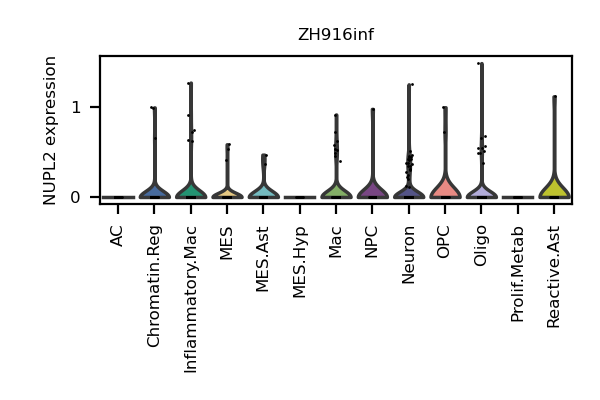 ZH916inf
NUPL2 expression
1
0
AC
Chromatin.Reg
Inflammatory.Mac
MES
MES.Ast
MES.Hyp
Mac
NPC
Neuron
OPC
Oligo
Prolif.Metab
Reactive.Ast